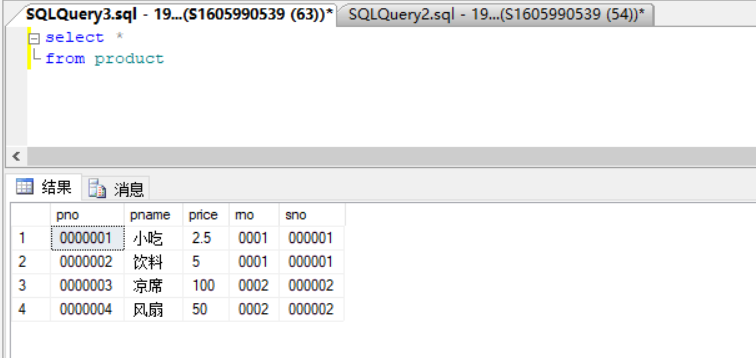 SQLQuery3.sql - 19...(S1605990539 (63))* SQLQuery2.sql - 19...(S1605990539 (54))*
select *
from product
结果 消息
pno pname price mo sno
1 0000001 小吃 2.5 0001 000001
2 0000002 饮料 5 0001 000001
3 0000003 凉席 100 0002 000002
4 0000004 风扇 50 0002 000002